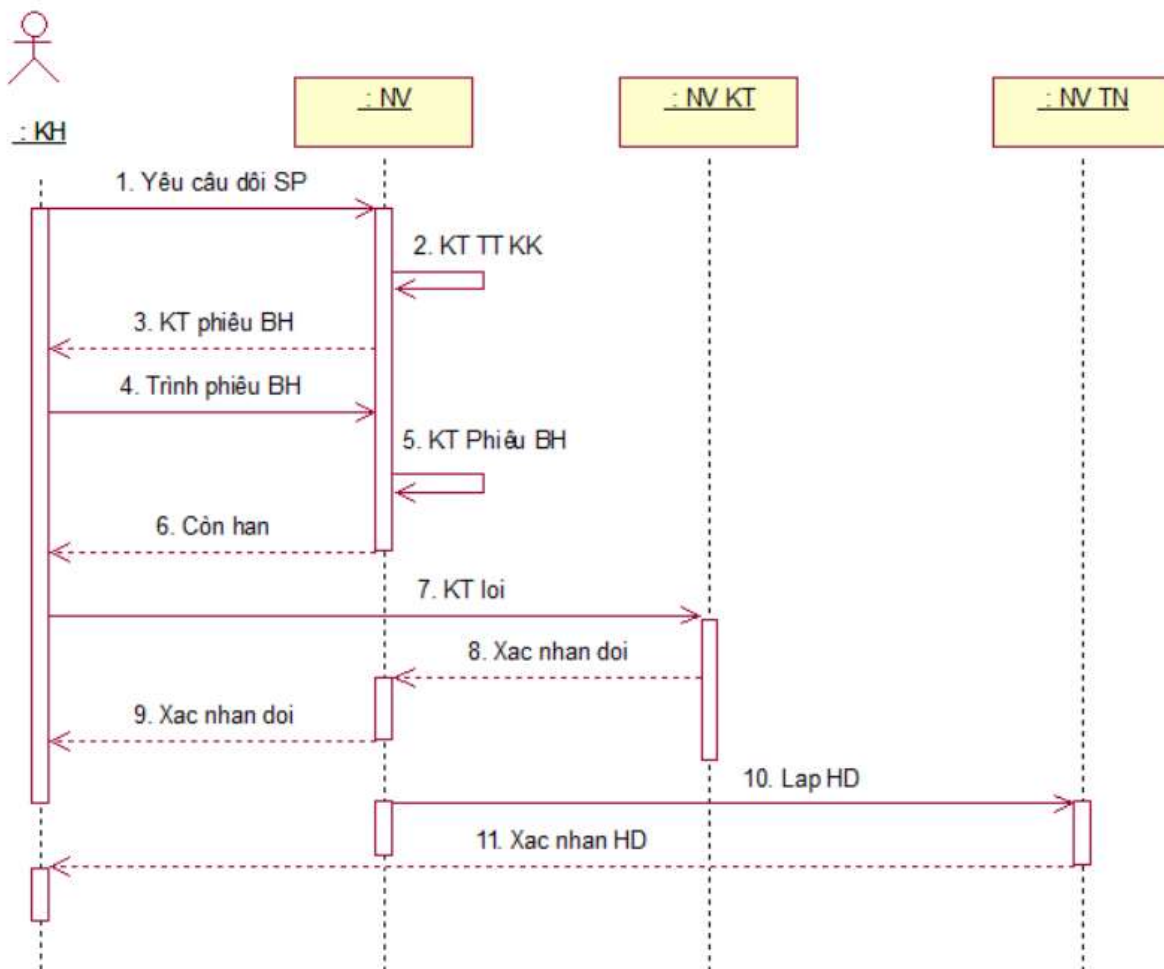 : KH
: NV
: NV KT
: NV TN
1. Yêu câu dôi SP
2. KT TT KK
3. KT phiêu BH
4. Trình phiêu BH
5. KT Phiêu BH
6. Còn han
7. KT loi
8. Xac nhan doi
9. Xac nhan doi
10. Lap HD
11. Xac nhan HD